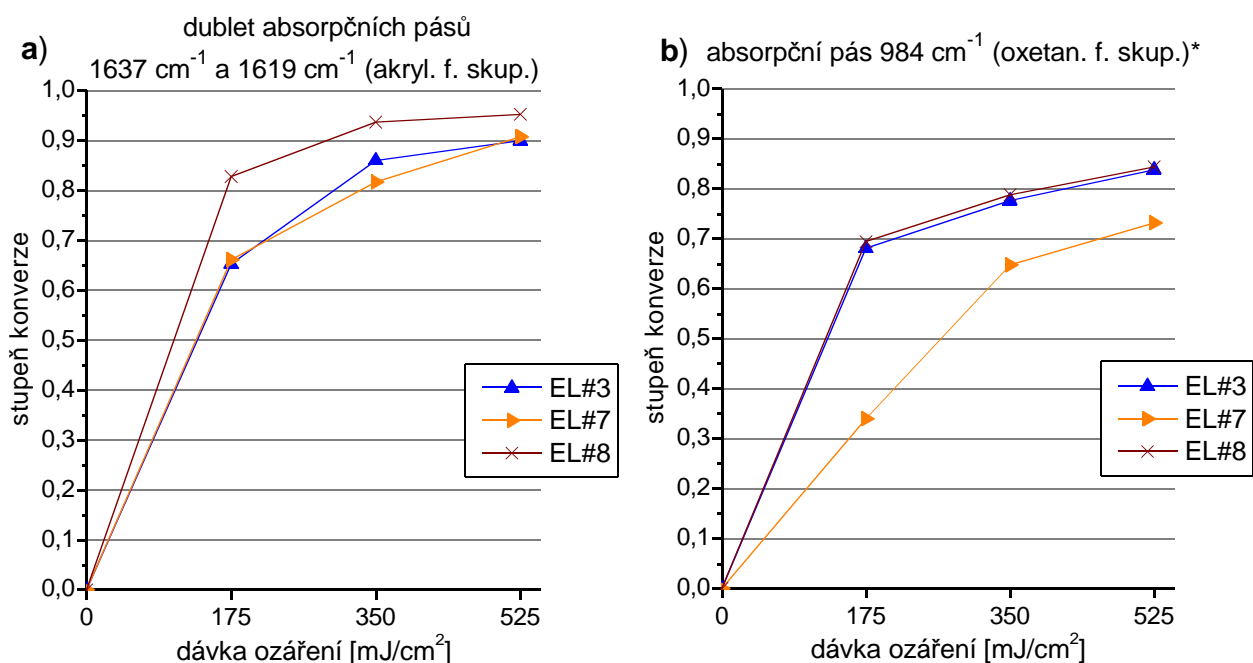 a) dublet absorpčních pásů
1637 cm⁻¹ a 1619 cm⁻¹ (akryl. f. skup.)
1,0
0,9
0,8
0,7
0,6
0,5
0,4
0,3
0,2
0,1
0,0
stupeň konverze
EL#3
EL#7
EL#8
0 175 350 525
dávka ozáření [mJ/cm²]
b) absorpční pás 984 cm⁻¹ (oxetan. f. skup.)*
1,0
0,9
0,8
0,7
0,6
0,5
0,4
0,3
0,2
0,1
0,0
stupeň konverze
EL#3
EL#7
EL#8
0 175 350 525
dávka ozáření [mJ/cm²]